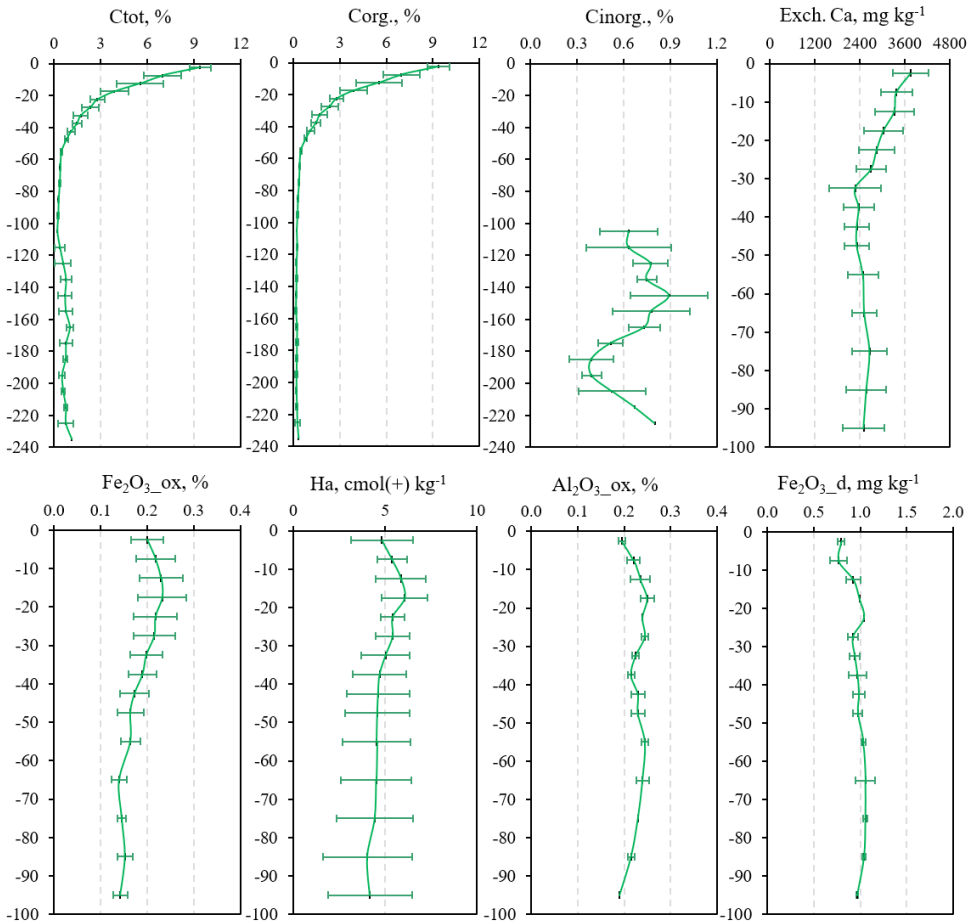 Ctot, % Corg., % Cinorg., % Exch. Ca, mg kg⁻¹
0 3 6 9 12 0 3 6 9 12 0.0 0.3 0.6 0.9 1.2 0 1200 2400 3600 4800
0 0 0 0
-20 -20 -20 -10
-40 -40 -40 -20
-60 -60 -60 -30
-80 -80 -80 -40
-100 -100 -100 -50
-120 -120 -120 -60
-140 -140 -140 -70
-160 -160 -160 -80
-180 -180 -180 -90
-200 -200 -200 -100
-220 -220 -220
-240 -240 -240
Fe₂O₃_ox, % Ha, cmol(+) kg⁻¹ Al₂O₃_ox, % Fe₂O₃_d, mg kg⁻¹
0.0 0.1 0.2 0.3 0.4 0 5 10 0.0 0.1 0.2 0.3 0.4 0.0 0.5 1.0 1.5 2.0
0 0 0 0
-10 -10 -10 -10
-20 -20 -20 -20
-30 -30 -30 -30
-40 -40 -40 -40
-50 -50 -50 -50
-60 -60 -60 -60
-70 -70 -70 -70
-80 -80 -80 -80
-90 -90 -90 -90
-100 -100 -100 -100